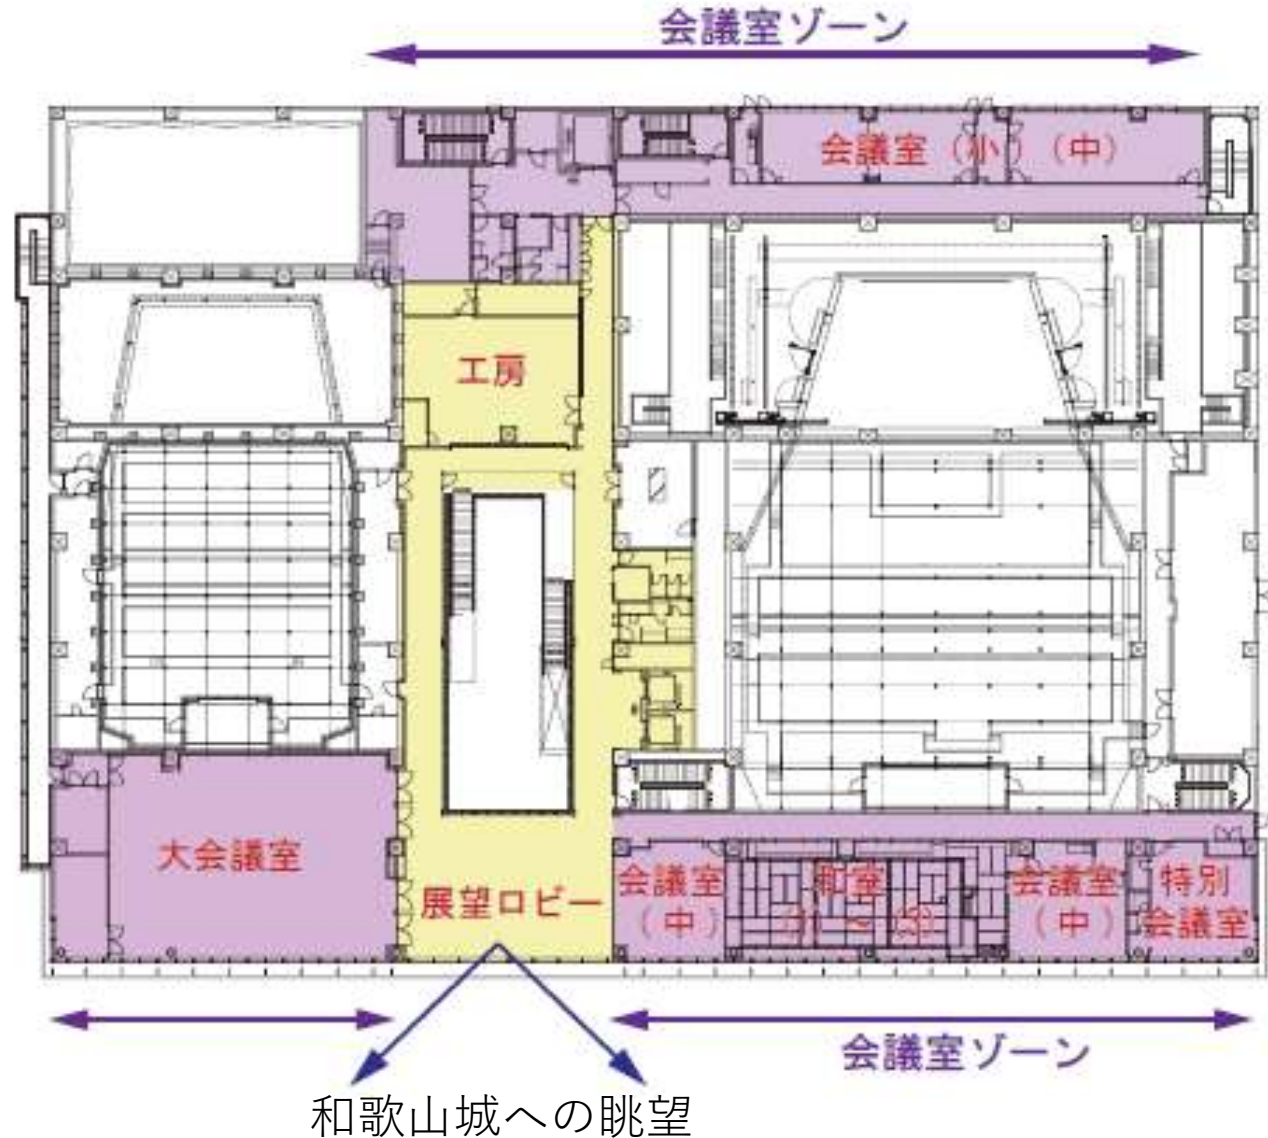 会議室ゾーン
会議室（小）（中）
工房
大会議室
展望ロビー
会議室
（中）
和室
会議室
（中）
特別
会議室
会議室ゾーン
和歌山城への眺望